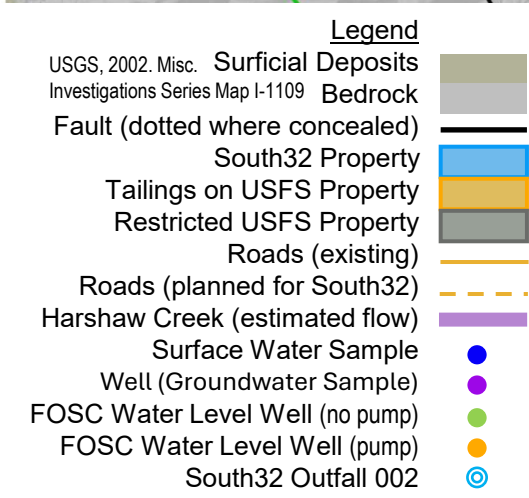 Legend
USGS, 2002. Misc. Surficial Deposits
Investigations Series Map I-1109 Bedrock
Fault (dotted where concealed)
South32 Property
Tailings on USFS Property
Restricted USFS Property
Roads (existing)
Roads (planned for South32)
Harshaw Creek (estimated flow)
Surface Water Sample
Well (Groundwater Sample)
FOSC Water Level Well (no pump)
FOSC Water Level Well (pump)
South32 Outfall 002